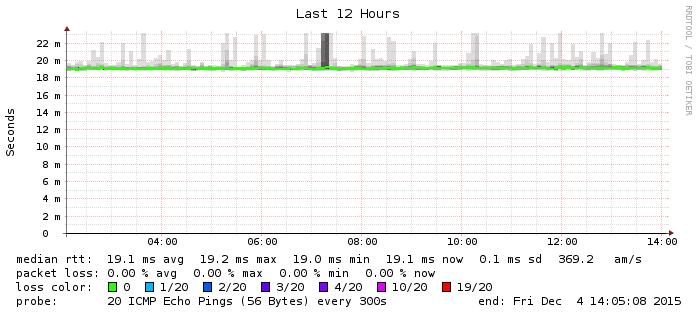 Last 12 Hours
RRDTOOL / TOBI OETIKER
Seconds
22 m
20 m
18 m
16 m
14 m
12 m
10 m
8 m
6 m
4 m
2 m
0
04:00 06:00 08:00 10:00 12:00 14:00
median rtt: 19.1 ms avg 19.2 ms max 19.0 ms min 19.1 ms now 0.1 ms sd 369.2 am/s
packet loss: 0.00 % avg 0.00 % max 0.00 % min 0.00 % now
loss color: 0 1/20 2/20 3/20 4/20 10/20 19/20
probe: 20 ICMP Echo Pings (56 Bytes) every 300s end: Fri Dec 4 14:05:08 2015